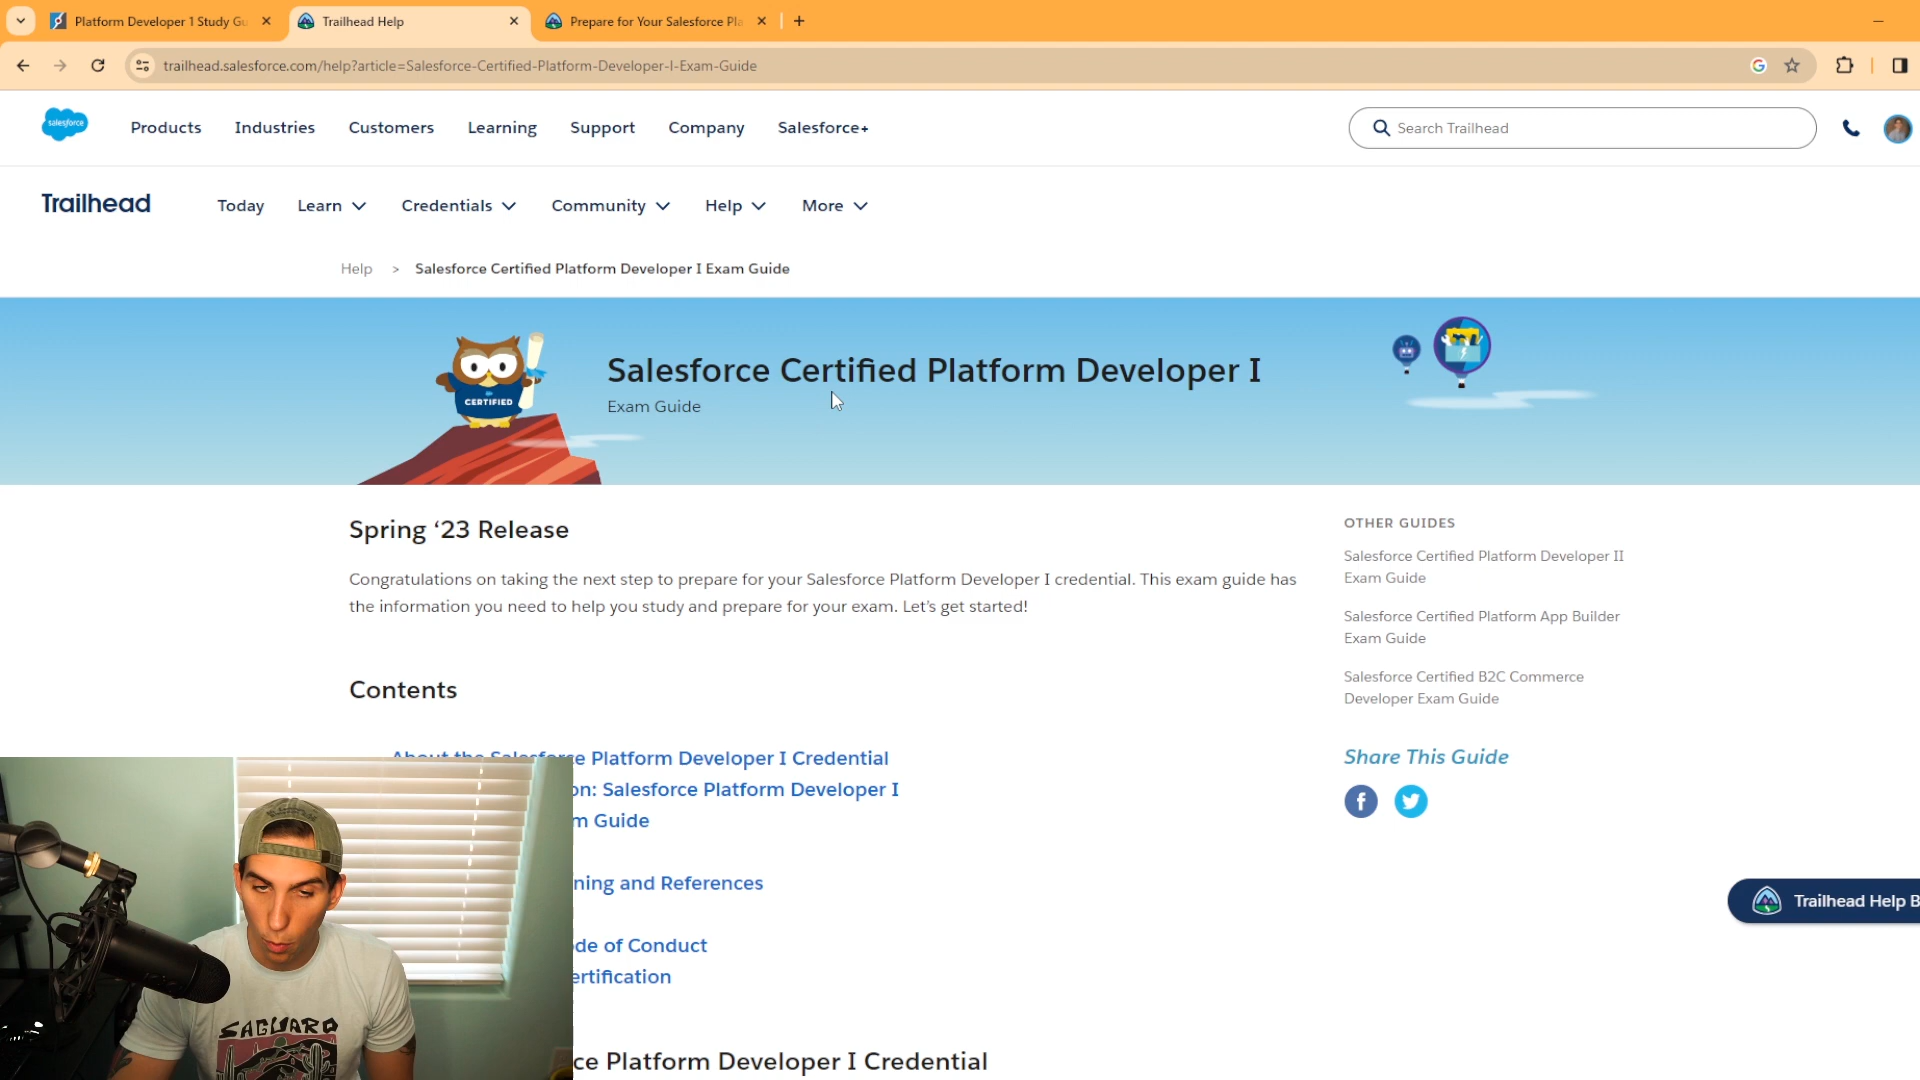 Platform Developer 1 Study Gu
Trailhead Help
Prepare for Your Salesforce Pla
trailhead.salesforce.com/help?article=Salesforce-Certified-Platform-Developer-I-Exam-Guide
salesforce
Products
Industries
Customers
Learning
Support
Company
Salesforce+
Search Trailhead
Trailhead
Today
Learn
Credentials
Community
Help
More
Help > Salesforce Certified Platform Developer I Exam Guide
CERTIFIED
Salesforce Certified Platform Developer I
Exam Guide
Spring ‘23 Release
Congratulations on taking the next step to prepare for your Salesforce Platform Developer I credential. This exam guide has
the information you need to help you study and prepare for your exam. Let’s get started!
Contents
About the Salesforce Platform Developer I Credential
on: Salesforce Platform Developer I
m Guide
ning and References
de of Conduct
ertification
ce Platform Developer I Credential
OTHER GUIDES
Salesforce Certified Platform Developer II
Exam Guide
Salesforce Certified Platform App Builder
Exam Guide
Salesforce Certified B2C Commerce
Developer Exam Guide
Share This Guide
Trailhead Help B
SAGUARO